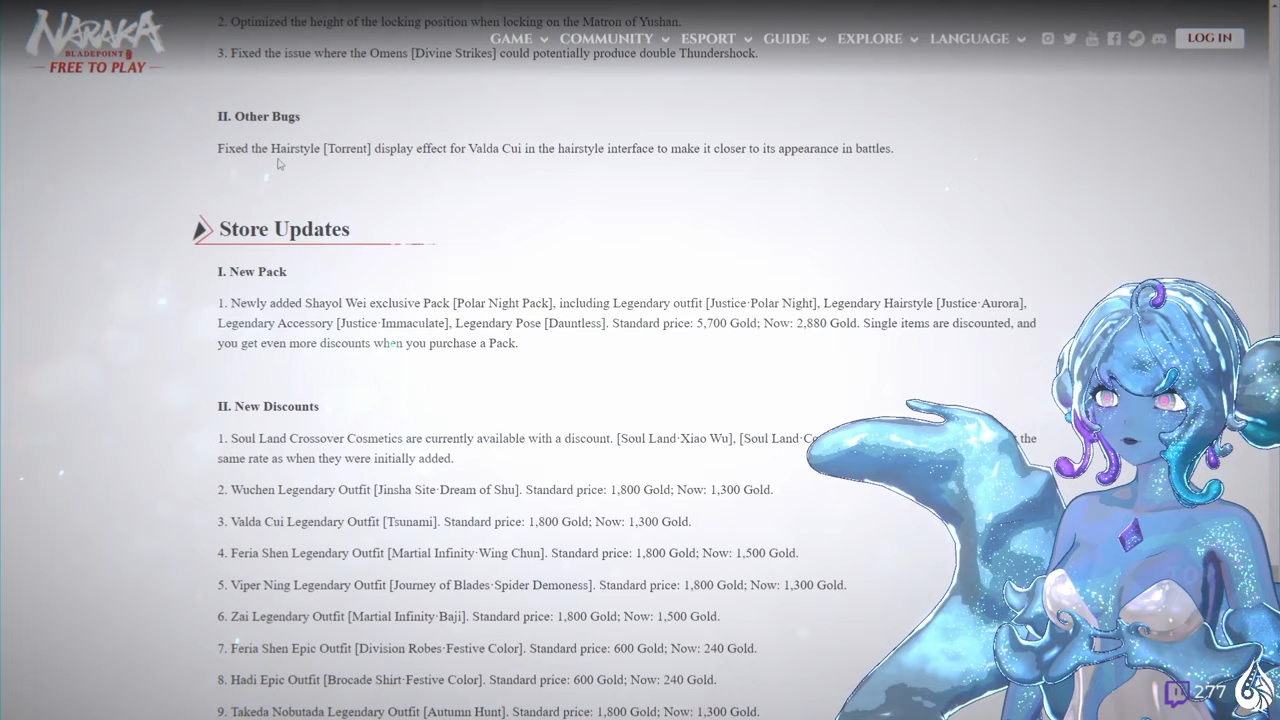 2. Optimized the height of the locking position when locking on the Matron of Yushan.
NARAKA
BLADEPOINT
FREE TO PLAY
GAME COMMUNITY ESPORT GUIDE EXPLORE LANGUAGE LOG IN
3. Fixed the issue where the Omens [Divine Strikes] could potentially produce double Thundershock.
II. Other Bugs
Fixed the Hairstyle [Torrent] display effect for Valda Cui in the hairstyle interface to make it closer to its appearance in battles.
Store Updates
I. New Pack
1. Newly added Shayol Wei exclusive Pack [Polar Night Pack], including Legendary outfit [Justice·Polar Night], Legendary Hairstyle [Justice·Aurora],
Legendary Accessory [Justice·Immaculate], Legendary Pose [Dauntless]. Standard price: 5,700 Gold; Now: 2,880 Gold. Single items are discounted, and
you get even more discounts when you purchase a Pack.
II. New Discounts
1. Soul Land Crossover Cosmetics are currently available with a discount. [Soul Land·Xiao Wu], [Soul Land· the
same rate as when they were initially added.
2. Wuchen Legendary Outfit [Jinsha Site·Dream of Shu]. Standard price: 1,800 Gold; Now: 1,300 Gold.
3. Valda Cui Legendary Outfit [Tsunami]. Standard price: 1,800 Gold; Now: 1,300 Gold.
4. Feria Shen Legendary Outfit [Martial Infinity·Wing Chun]. Standard price: 1,800 Gold; Now: 1,500 Gold.
5. Viper Ning Legendary Outfit [Journey of Blades·Spider Demoness]. Standard price: 1,800 Gold; Now: 1,300 Gold.
6. Zai Legendary Outfit [Martial Infinity·Baji]. Standard price: 1,800 Gold; Now: 1,500 Gold.
7. Feria Shen Epic Outfit [Division Robes·Festive Color]. Standard price: 600 Gold; Now: 240 Gold.
8. Hadi Epic Outfit [Brocade Shirt·Festive Color]. Standard price: 600 Gold; Now: 240 Gold.
9. Takeda Nobutada Legendary Outfit [Autumn Hunt]. Standard price: 1,800 Gold; Now: 1,300 Gold.
277